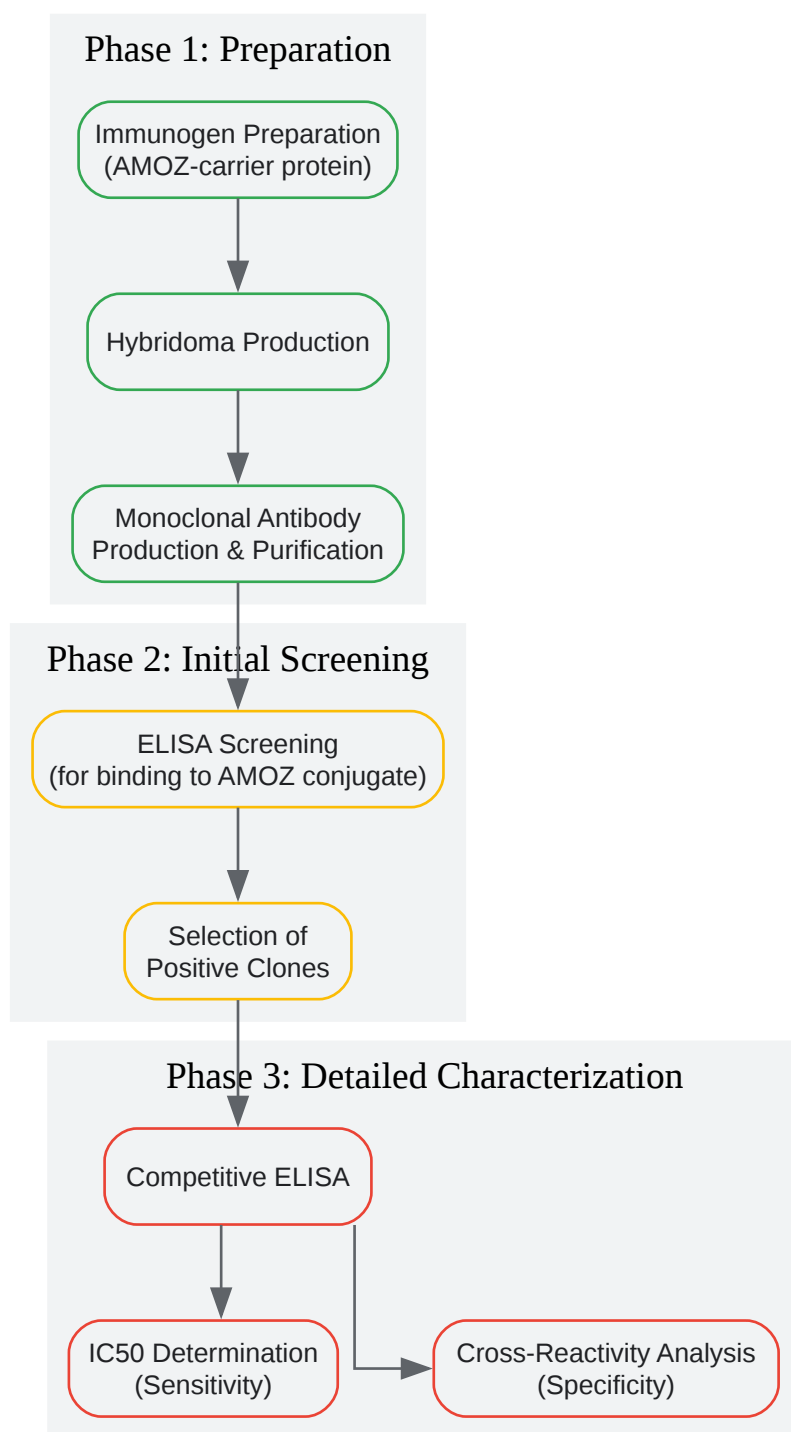 Phase 1: Preparation
Immunogen Preparation
(AMOZ-carrier protein)
Hybridoma Production
Monoclonal Antibody
Production & Purification
Phase 2: Initial Screening
ELISA Screening
(for binding to AMOZ conjugate)
Selection of
Positive Clones
Phase 3: Detailed Characterization
Competitive ELISA
IC50 Determination
(Sensitivity)
Cross-Reactivity Analysis
(Specificity)